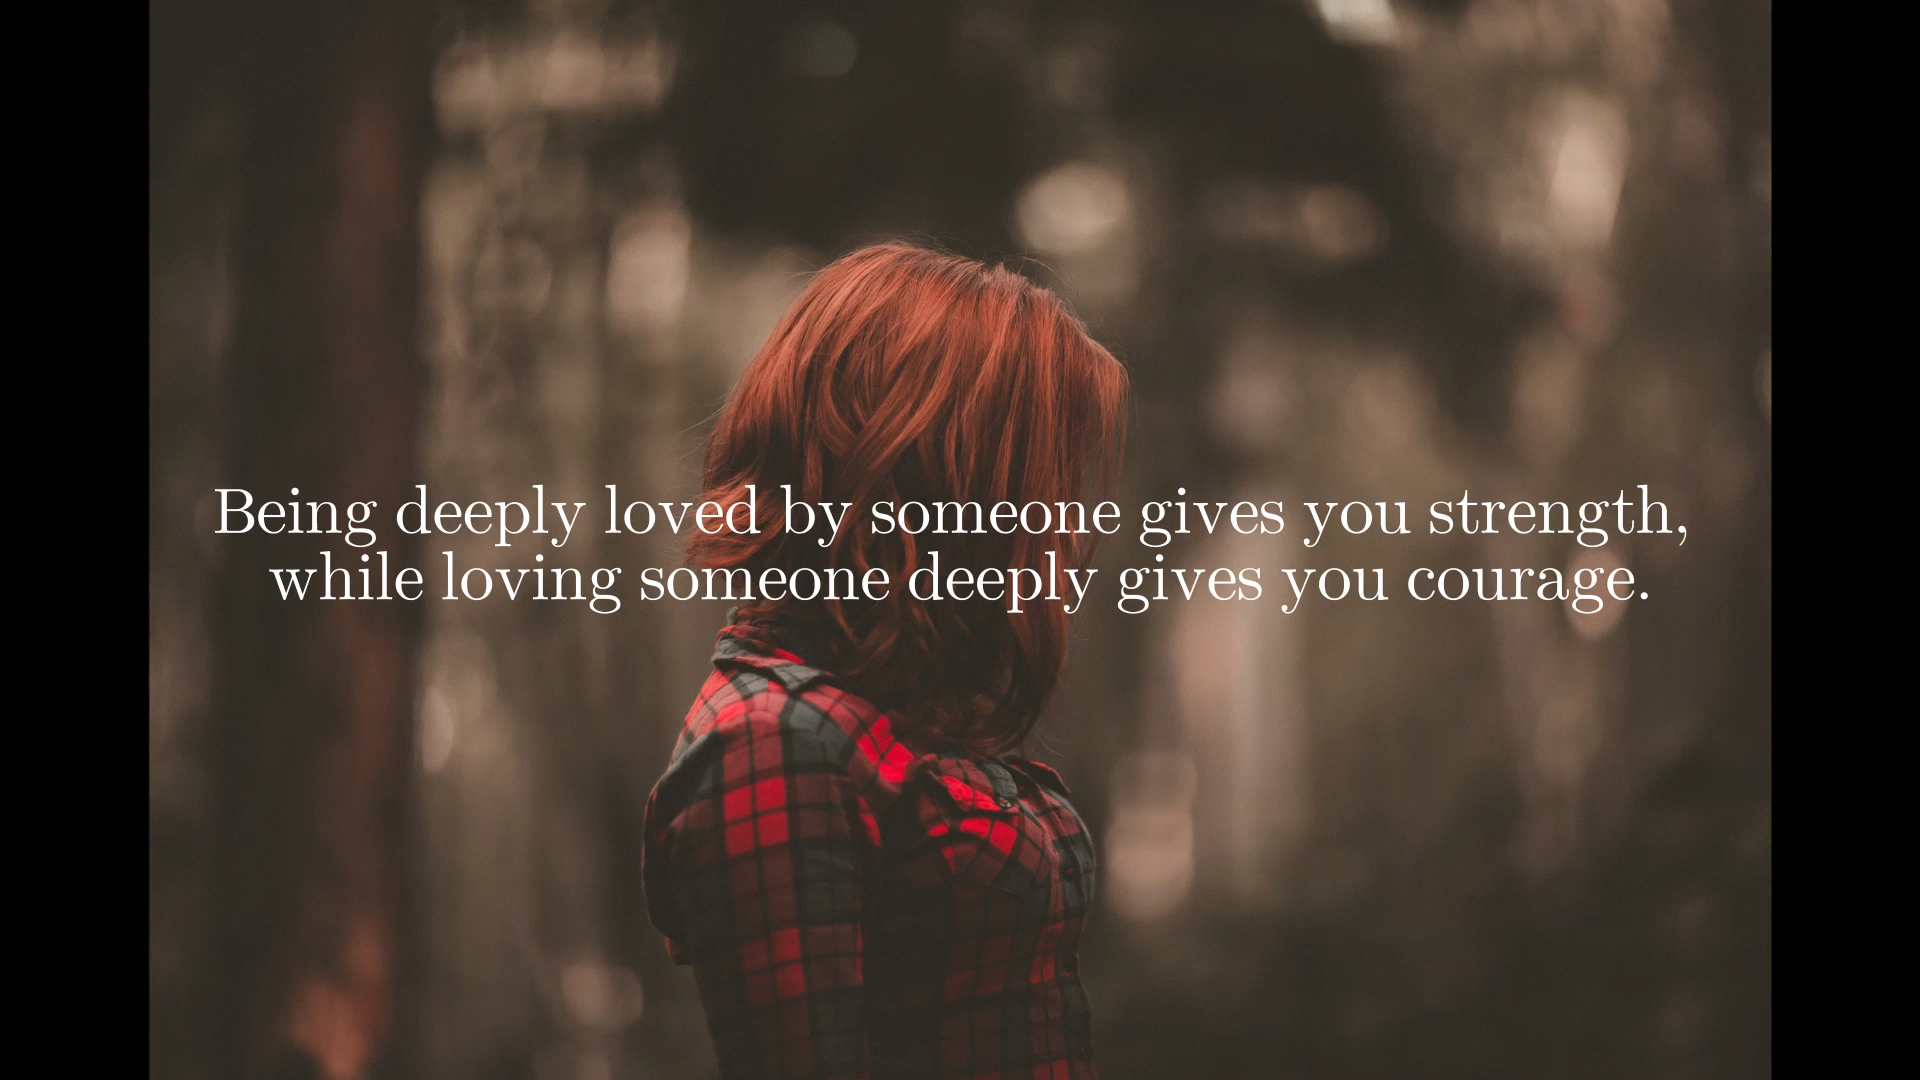 Being deeply loved by someone gives you strength,
while loving someone deeply gives you courage.